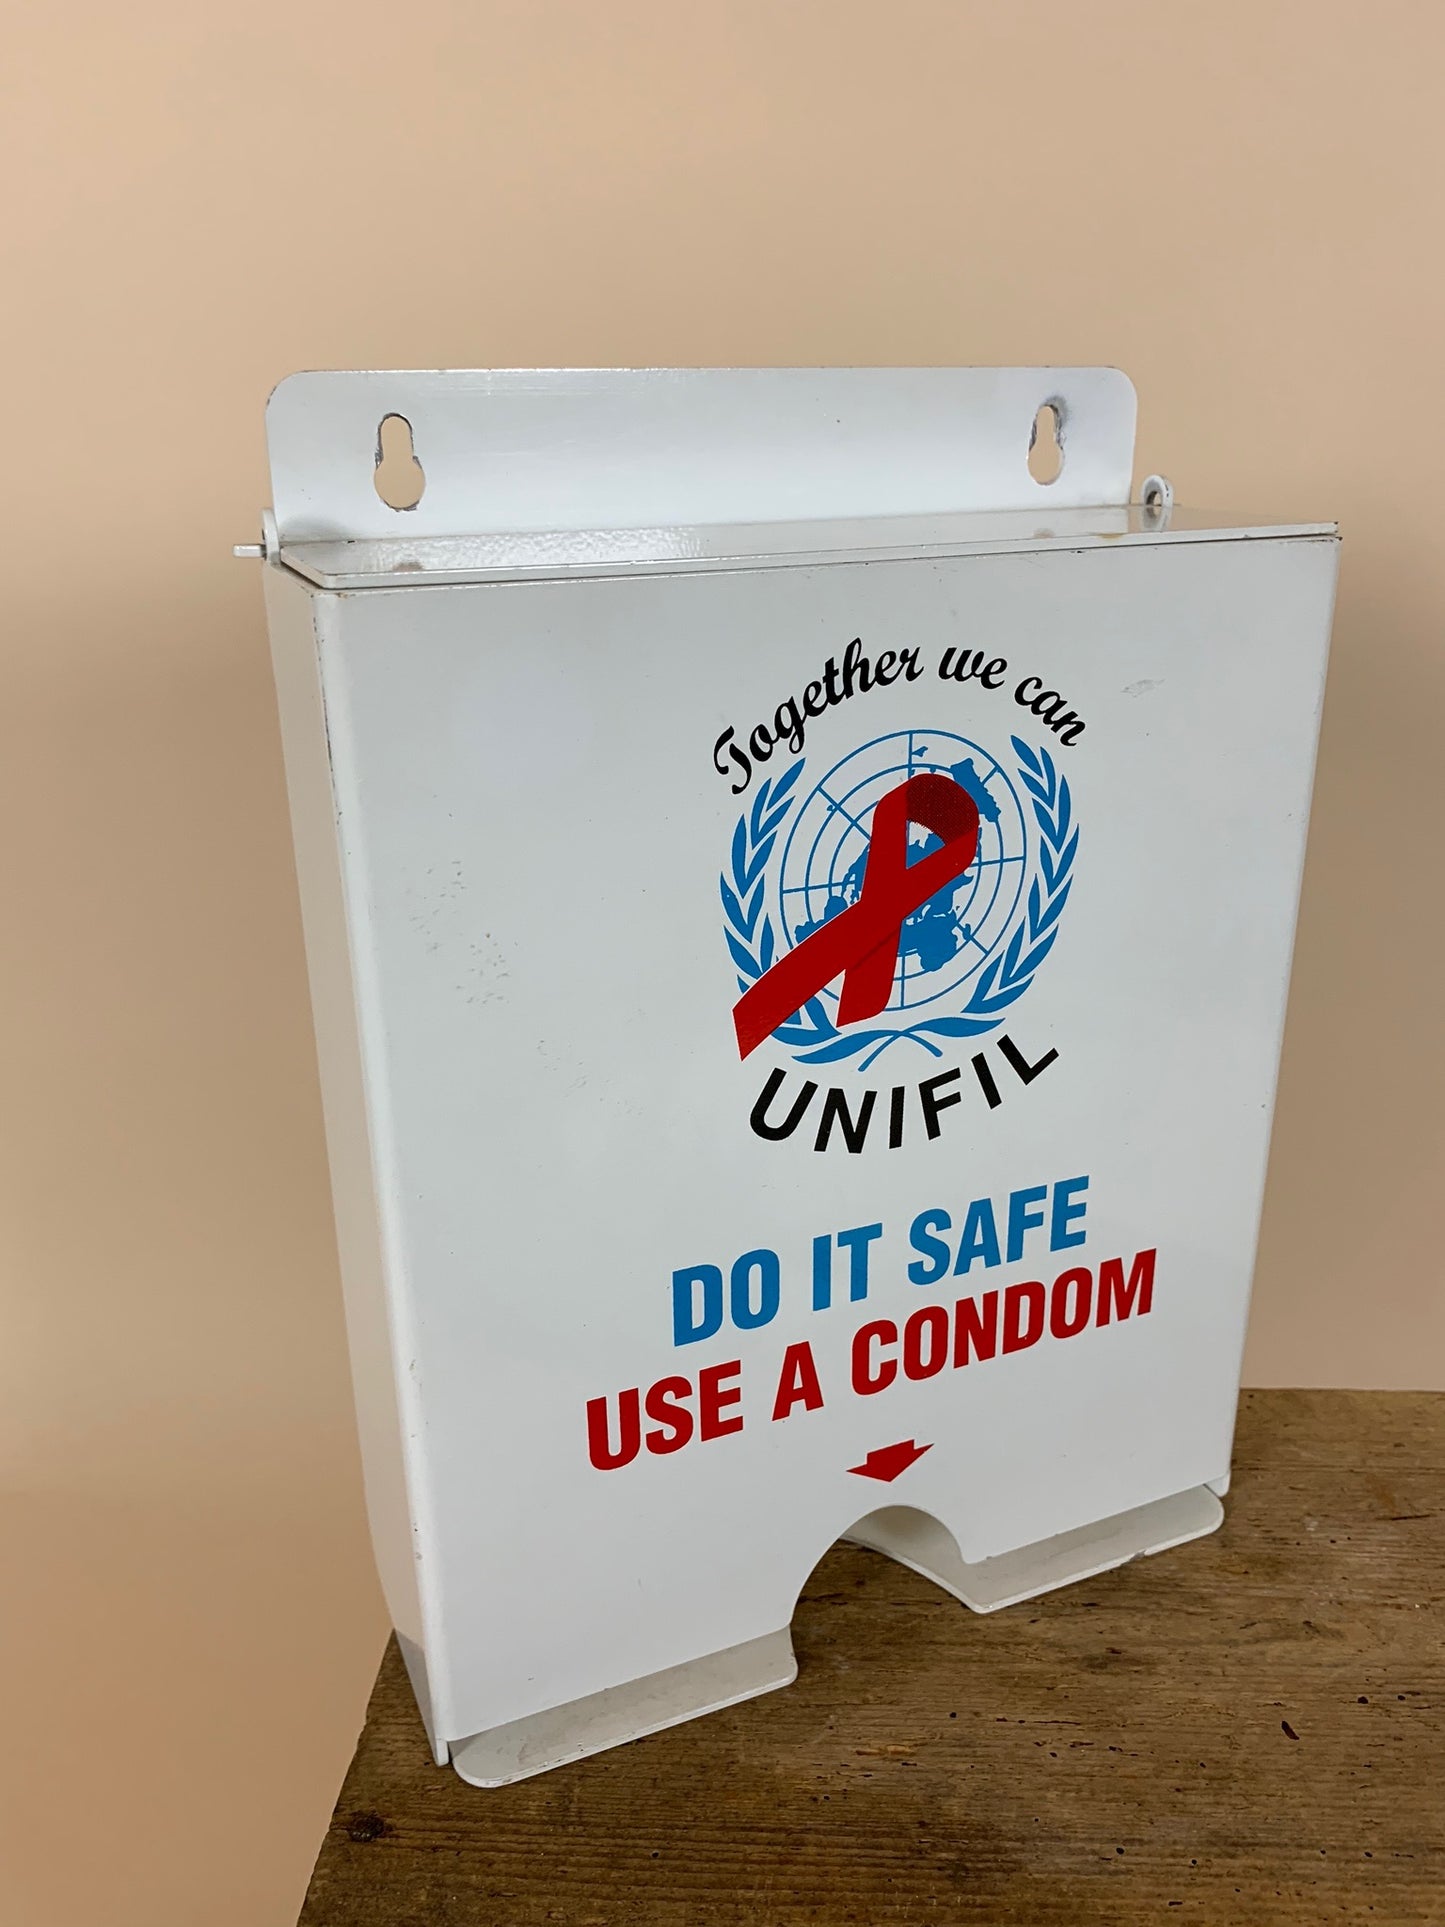 Together we can
UNIFIL
DO IT SAFE
USE A CONDOM